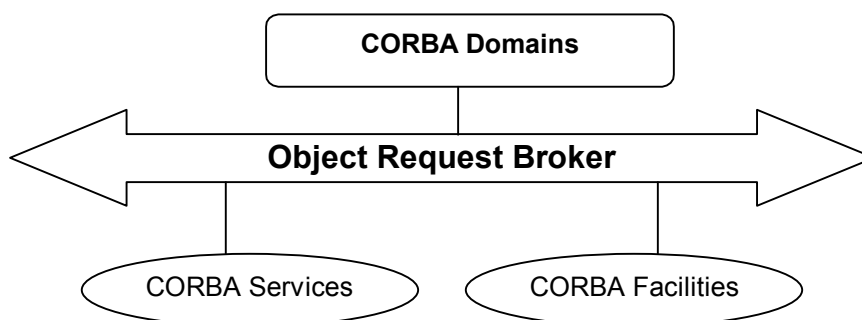 CORBA Domains
Object Request Broker
CORBA Services
CORBA Facilities